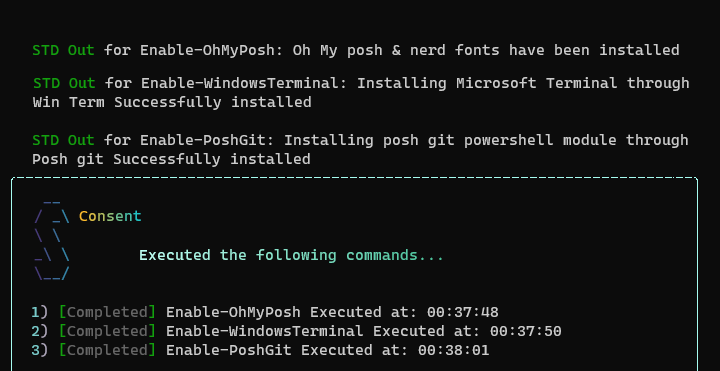 STD Out for Enable-OhMyPosh: Oh My posh & nerd fonts have been installed
STD Out for Enable-WindowsTerminal: Installing Microsoft Terminal through
Win Term Successfully installed
STD Out for Enable-PoshGit: Installing posh git powershell module through
Posh git Successfully installed
Consent
Executed the following commands...
1) [Completed] Enable-OhMyPosh Executed at: 00:37:48
2) [Completed] Enable-WindowsTerminal Executed at: 00:37:50
3) [Completed] Enable-PoshGit Executed at: 00:38:01